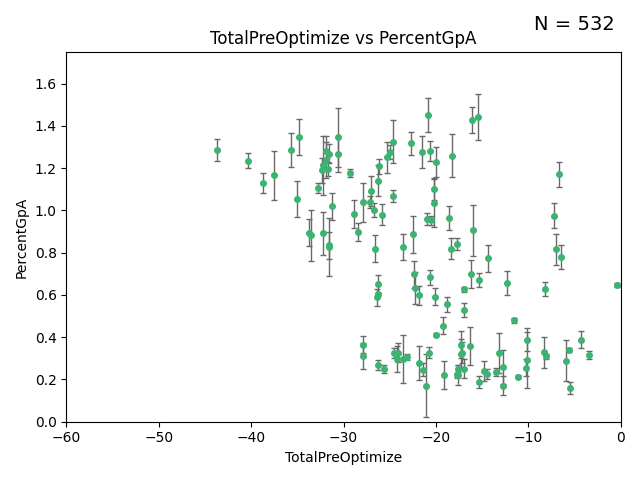 N = 532
TotalPreOptimize vs PercentGpA
1.6
1.4
1.2
1.0
0.8
0.6
0.4
0.2
0.0
PercentGpA
−60 −50 −40 −30 −20 −10 0
TotalPreOptimize